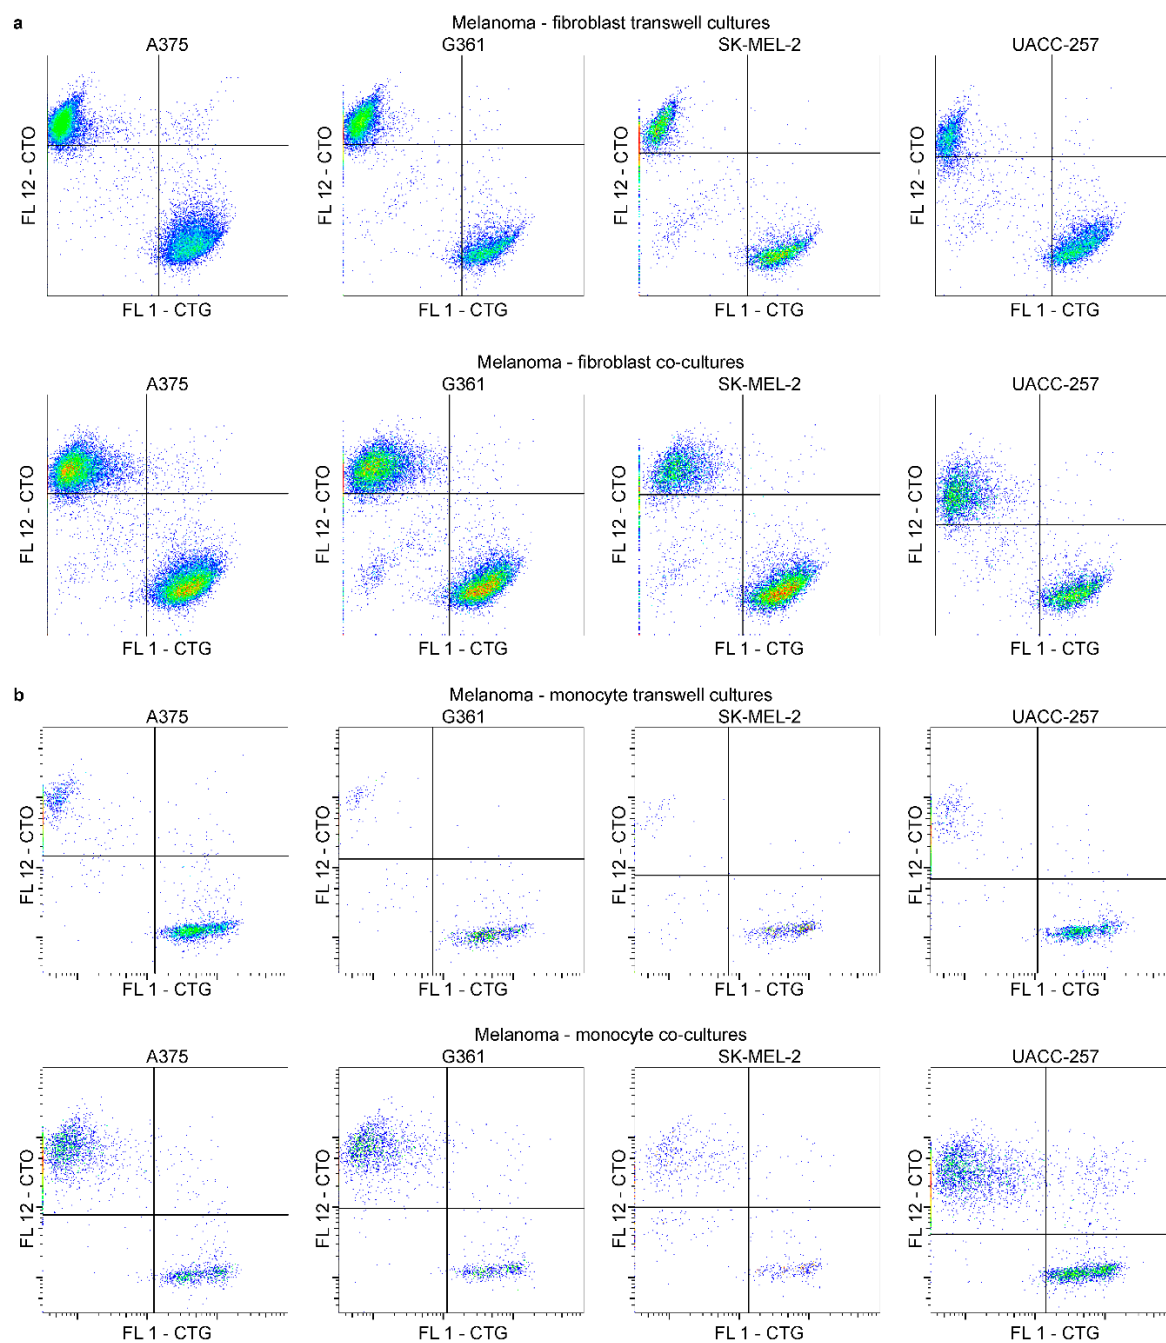 a
Melanoma - fibroblast transwell cultures
A375 G361 SK-MEL-2 UACC-257
FL 12 - CTO FL 12 - CTO FL 12 - CTO FL 12 - CTO
FL 1 - CTG FL 1 - CTG FL 1 - CTG FL 1 - CTG
Melanoma - fibroblast co-cultures
A375 G361 SK-MEL-2 UACC-257
FL 12 - CTO FL 12 - CTO FL 12 - CTO FL 12 - CTO
FL 1 - CTG FL 1 - CTG FL 1 - CTG FL 1 - CTG
b
Melanoma - monocyte transwell cultures
A375 G361 SK-MEL-2 UACC-257
FL 12 - CTO FL 12 - CTO FL 12 - CTO FL 12 - CTO
FL 1 - CTG FL 1 - CTG FL 1 - CTG FL 1 - CTG
Melanoma - monocyte co-cultures
A375 G361 SK-MEL-2 UACC-257
FL 12 - CTO FL 12 - CTO FL 12 - CTO FL 12 - CTO
FL 1 - CTG FL 1 - CTG FL 1 - CTG FL 1 - CTG